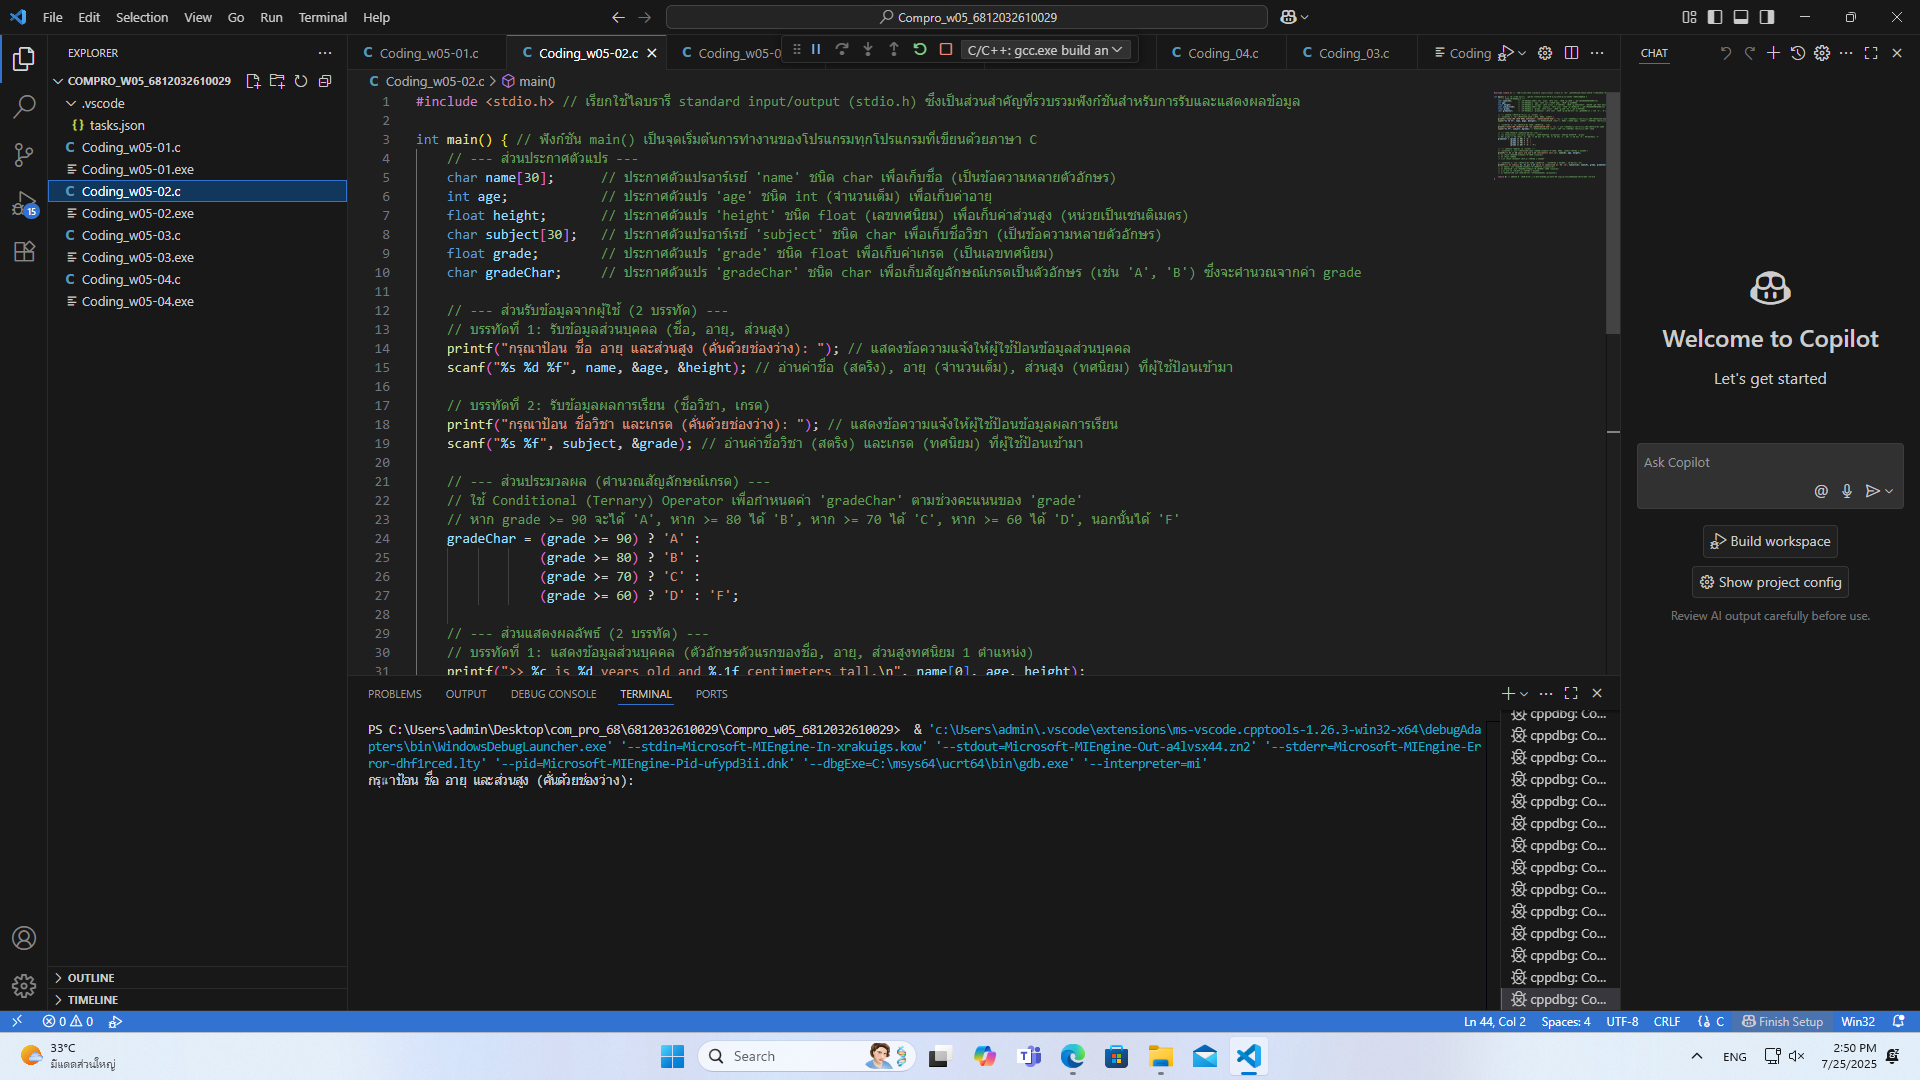 File Edit Selection View Go Run Terminal Help
Compro_w05_6812032610029
EXPLORER
COMPRO_W05_6812032610029
.vscode
tasks.json
Coding_w05-01.c
Coding_w05-01.exe
Coding_w05-02.c
Coding_w05-02.exe
Coding_w05-03.c
Coding_w05-03.exe
Coding_w05-04.c
Coding_w05-04.exe
15
OUTLINE
TIMELINE
Coding_w05-01.c Coding_w05-02.c Coding_w05-0 C/C++: gcc.exe build an Coding_04.c Coding_03.c Coding
Coding_w05-02.c > main()
1 #include <stdio.h> // เรียกใช้ไลบรารี standard input/output (stdio.h) ซึ่งเป็นส่วนสำคัญที่รวบรวมฟังก์ชันสำหรับการรับและแสดงผลข้อมูล
2
3 int main() { // ฟังก์ชัน main() เป็นจุดเริ่มต้นการทำงานของโปรแกรมทุกโปรแกรมที่เขียนด้วยภาษา C
4 // --- ส่วนประกาศตัวแปร ---
5 char name[30]; // ประกาศตัวแปรอาร์เรย์ 'name' ชนิด char เพื่อเก็บชื่อ (เป็นข้อความหลายตัวอักษร)
6 int age; // ประกาศตัวแปร 'age' ชนิด int (จำนวนเต็ม) เพื่อเก็บค่าอายุ
7 float height; // ประกาศตัวแปร 'height' ชนิด float (เลขทศนิยม) เพื่อเก็บค่าส่วนสูง (หน่วยเป็นเซนติเมตร)
8 char subject[30]; // ประกาศตัวแปรอาร์เรย์ 'subject' ชนิด char เพื่อเก็บชื่อวิชา (เป็นข้อความหลายตัวอักษร)
9 float grade; // ประกาศตัวแปร 'grade' ชนิด float เพื่อเก็บค่าเกรด (เป็นเลขทศนิยม)
10 char gradeChar; // ประกาศตัวแปร 'gradeChar' ชนิด char เพื่อเก็บสัญลักษณ์เกรดเป็นตัวอักษร (เช่น 'A', 'B') ซึ่งจะคำนวณจากค่า grade
11
12 // --- ส่วนรับข้อมูลจากผู้ใช้ (2 บรรทัด) ---
13 // บรรทัดที่ 1: รับข้อมูลส่วนบุคคล (ชื่อ, อายุ, ส่วนสูง)
14 printf("กรุณาป้อน ชื่อ อายุ และส่วนสูง (คั่นด้วยช่องว่าง): "); // แสดงข้อความแจ้งให้ผู้ใช้ป้อนข้อมูลส่วนบุคคล
15 scanf("%s %d %f", name, &age, &height); // อ่านค่าชื่อ (สตริง), อายุ (จำนวนเต็ม), ส่วนสูง (ทศนิยม) ที่ผู้ใช้ป้อนเข้ามา
16
17 // บรรทัดที่ 2: รับข้อมูลผลการเรียน (ชื่อวิชา, เกรด)
18 printf("กรุณาป้อน ชื่อวิชา และเกรด (คั่นด้วยช่องว่าง): "); // แสดงข้อความแจ้งให้ผู้ใช้ป้อนข้อมูลผลการเรียน
19 scanf("%s %f", subject, &grade); // อ่านค่าชื่อวิชา (สตริง) และเกรด (ทศนิยม) ที่ผู้ใช้ป้อนเข้ามา
20
21 // --- ส่วนประมวลผล (คำนวณสัญลักษณ์เกรด) ---
22 // ใช้ Conditional (Ternary) Operator เพื่อกำหนดค่า 'gradeChar' ตามช่วงคะแนนของ 'grade'
23 // หาก grade >= 90 จะได้ 'A', หาก >= 80 ได้ 'B', หาก >= 70 ได้ 'C', หาก >= 60 ได้ 'D', นอกนั้นได้ 'F'
24 gradeChar = (grade >= 90) ? 'A' :
25 (grade >= 80) ? 'B' :
26 (grade >= 70) ? 'C' :
27 (grade >= 60) ? 'D' : 'F';
28
29 // --- ส่วนแสดงผลลัพธ์ (2 บรรทัด) ---
30 // บรรทัดที่ 1: แสดงข้อมูลส่วนบุคคล (ตัวอักษรตัวแรกของชื่อ, อายุ, ส่วนสูงทศนิยม 1 ตำแหน่ง)
31 printf(">> %c is %d years old and %.1f centimeters tall.\n", name[0], age, height);
PROBLEMS OUTPUT DEBUG CONSOLE TERMINAL PORTS
PS C:\Users\admin\Desktop\com_pro_68\6812032610029\Compro_w05_6812032610029> & 'c:\Users\admin\.vscode\extensions\ms-vscode.cpptools-1.26.3-win32-x64\debugAda
pters\bin\WindowsDebugLauncher.exe' '--stdin=Microsoft-MIEngine-In-xrakuigs.kow' '--stdout=Microsoft-MIEngine-Out-a4lvsx44.zn2' '--stderr=Microsoft-MIEngine-Er
ror-dhf1rced.lty' '--pid=Microsoft-MIEngine-Pid-ufypd3ii.dnk' '--dbgExe=C:\msys64\ucrt64\bin\gdb.exe' '--interpreter=mi'
กรุณาป้อน ชื่อ อายุ และส่วนสูง (คั่นด้วยช่องว่าง):
cppdbg: Co...
cppdbg: Co...
cppdbg: Co...
cppdbg: Co...
cppdbg: Co...
cppdbg: Co...
cppdbg: Co...
cppdbg: Co...
cppdbg: Co...
cppdbg: Co...
cppdbg: Co...
cppdbg: Co...
cppdbg: Co...
cppdbg: Co...
CHAT
Welcome to Copilot
Let's get started
Ask Copilot
Build workspace
Show project config
Review AI output carefully before use.
0 0 Ln 44, Col 2 Spaces: 4 UTF-8 CRLF {} C Finish Setup Win32
33°C
มีแดดส่วนใหญ่
Search
ENG
2:50 PM
7/25/2025